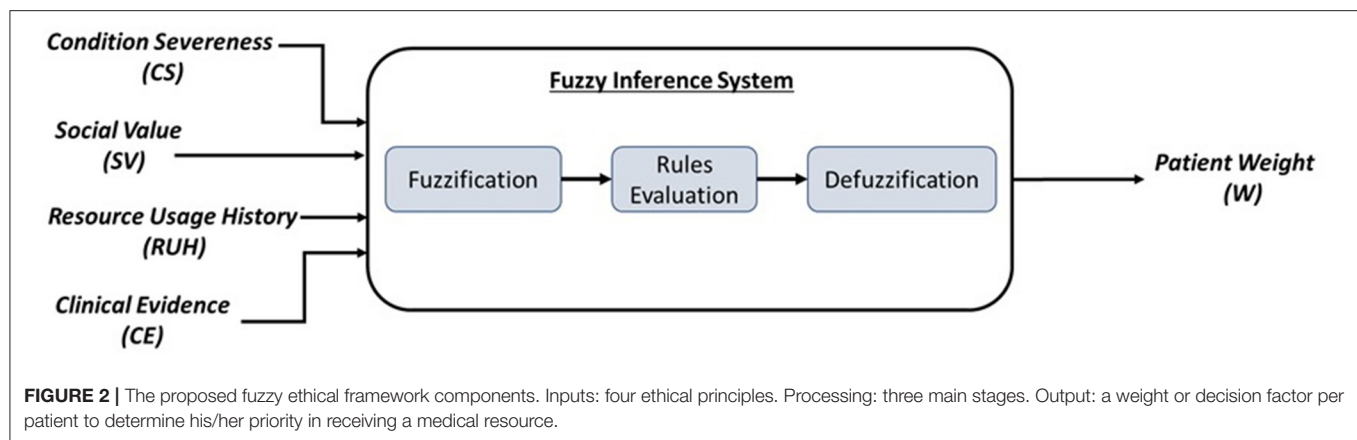 Condition Severeness
(CS)
Social Value
(SV)
Resource Usage History
(RUH)
Clinical Evidence
(CE)
Fuzzy Inference System
Fuzzification
Rules
Evaluation
Defuzzification
Patient Weight
(W)
FIGURE 2 | The proposed fuzzy ethical framework components. Inputs: four ethical principles. Processing: three main stages. Output: a weight or decision factor per
patient to determine his/her priority in receiving a medical resource.